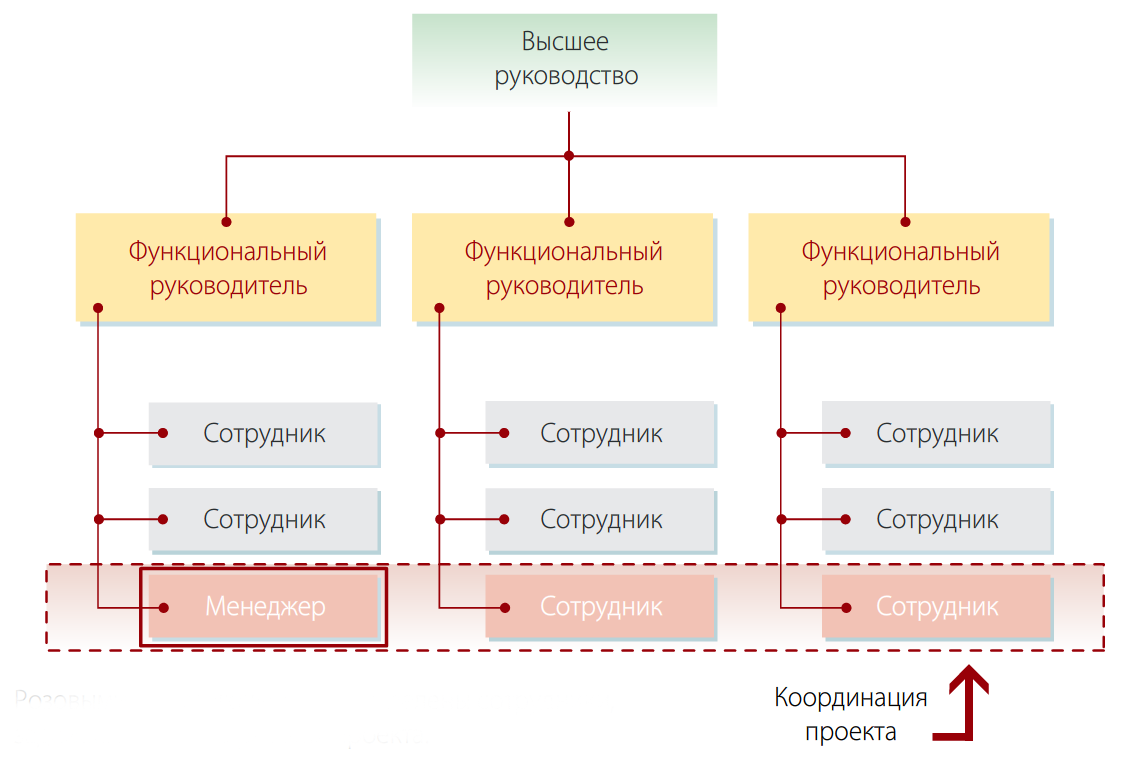 Высшее
руководство
Функциональный
руководитель
Функциональный
руководитель
Функциональный
руководитель
Сотрудник
Сотрудник
Сотрудник
Сотрудник
Сотрудник
Сотрудник
Менеджер
Сотрудник
Сотрудник
Координация
проекта